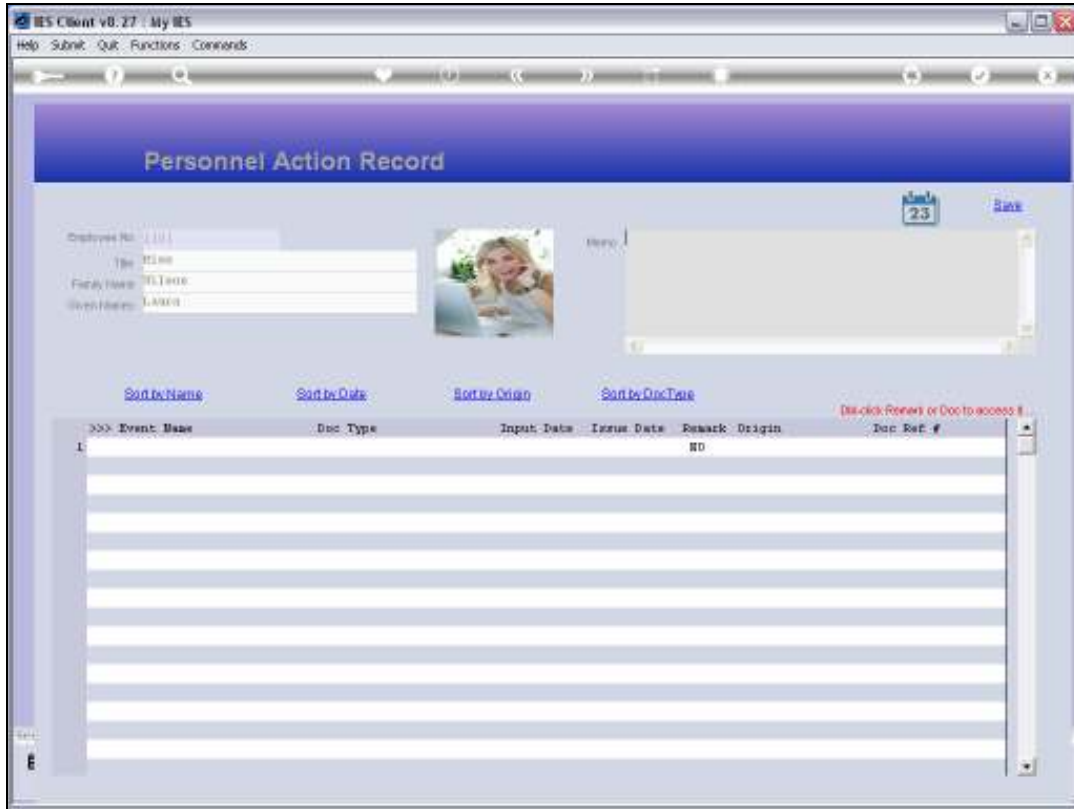 IES Client v8.27 : My IES
Help Submit Quit Functions Commands
Personnel Action Record
23
Save
Employee No 1101
Memo
Title Miss
Family Name Wilson
Given Names Laura
Sort by Name Sort by Date Sort by Origin Sort by DocType
Dbl-click Remark or Doc to access it...
>>> Event Name Doc Type Input Date Issue Date Remark Origin Doc Ref #
1 NO